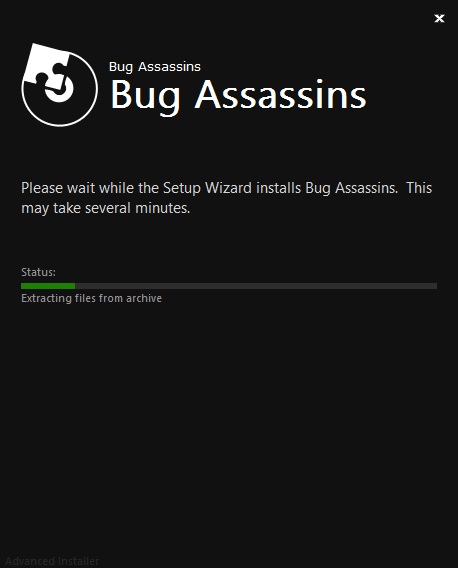 x
Bug Assassins
Bug Assassins
Please wait while the Setup Wizard installs Bug Assassins.  This
may take several minutes.
Status:
Extracting files from archive
Advanced Installer